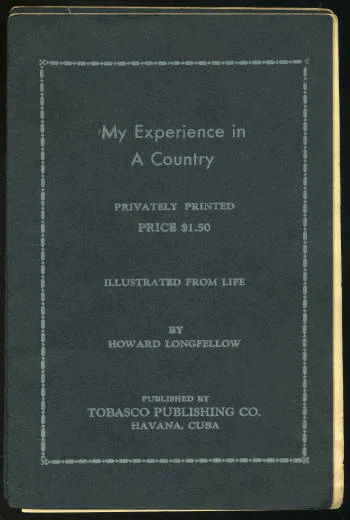 My Experience in
A Country
PRIVATELY PRINTED
PRICE $1.50
ILLUSTRATED FROM LIFE
BY
HOWARD LONGFELLOW
PUBLISHED BY
TOBASCO PUBLISHING CO.
HAVANA, CUBA